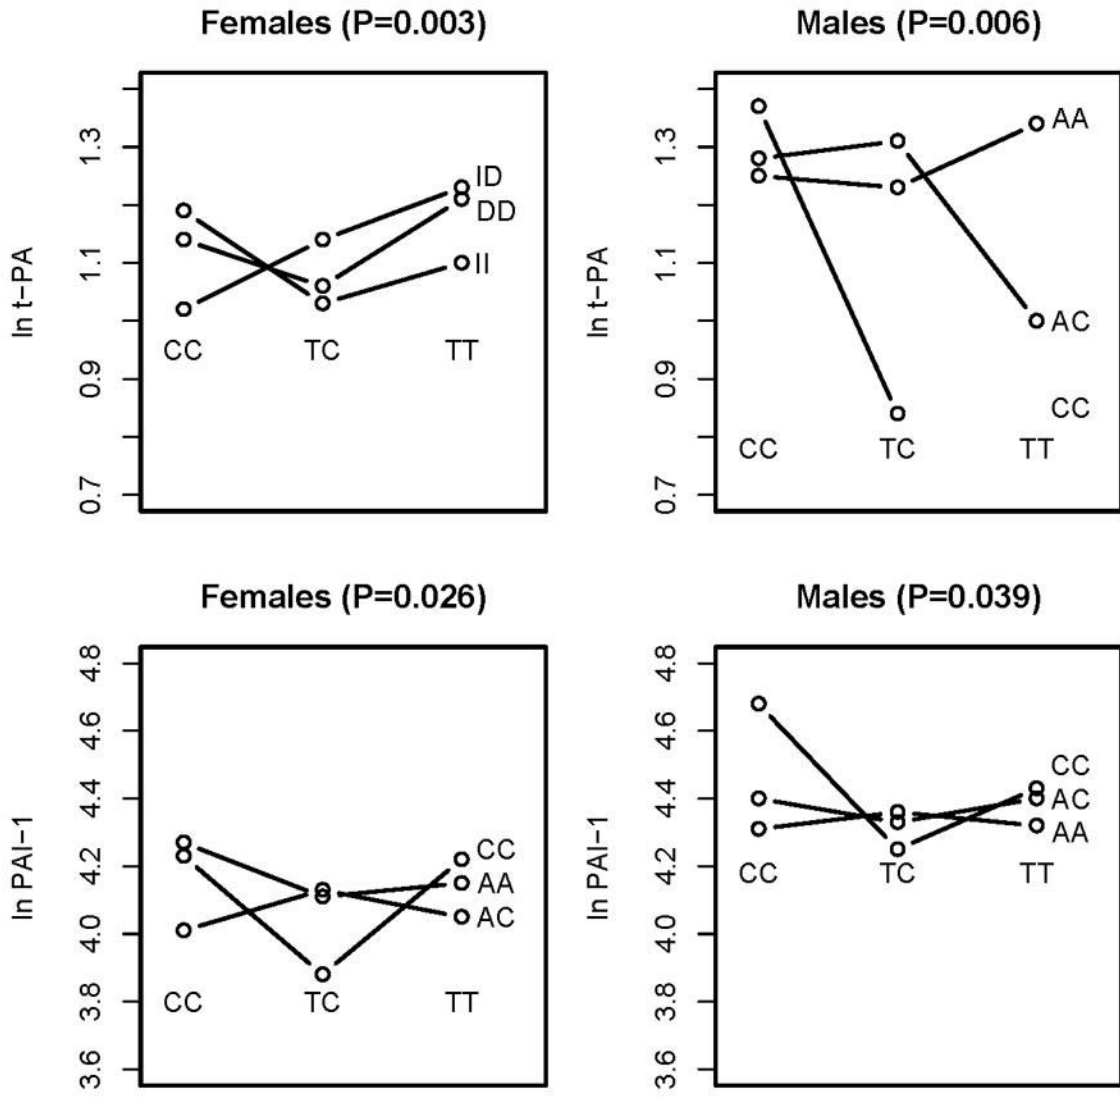 Females (P=0.003)
ln t-PA
1.3
1.1
0.9
0.7
ID
DD
II
CC TC TT
Males (P=0.006)
ln t-PA
1.3
1.1
0.9
0.7
AA
AC
CC
CC TC TT
Females (P=0.026)
ln PAI-1
4.8
4.6
4.4
4.2
4.0
3.8
3.6
CC
AA
AC
CC TC TT
Males (P=0.039)
ln PAI-1
4.8
4.6
4.4
4.2
4.0
3.8
3.6
CC
AC
AA
CC TC TT